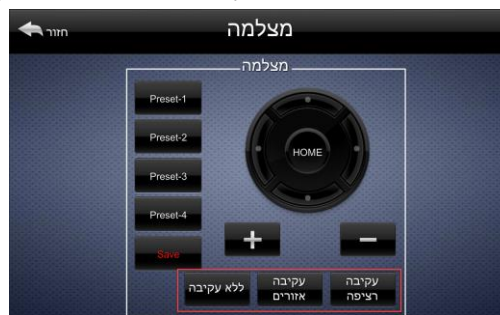 מצלמה
חזור
מצלמה
Preset-1
Preset-2
Preset-3
Preset-4
Save
HOME
+
−
עקיבה
רציפה
עקיבה
אזורים
ללא עקיבה